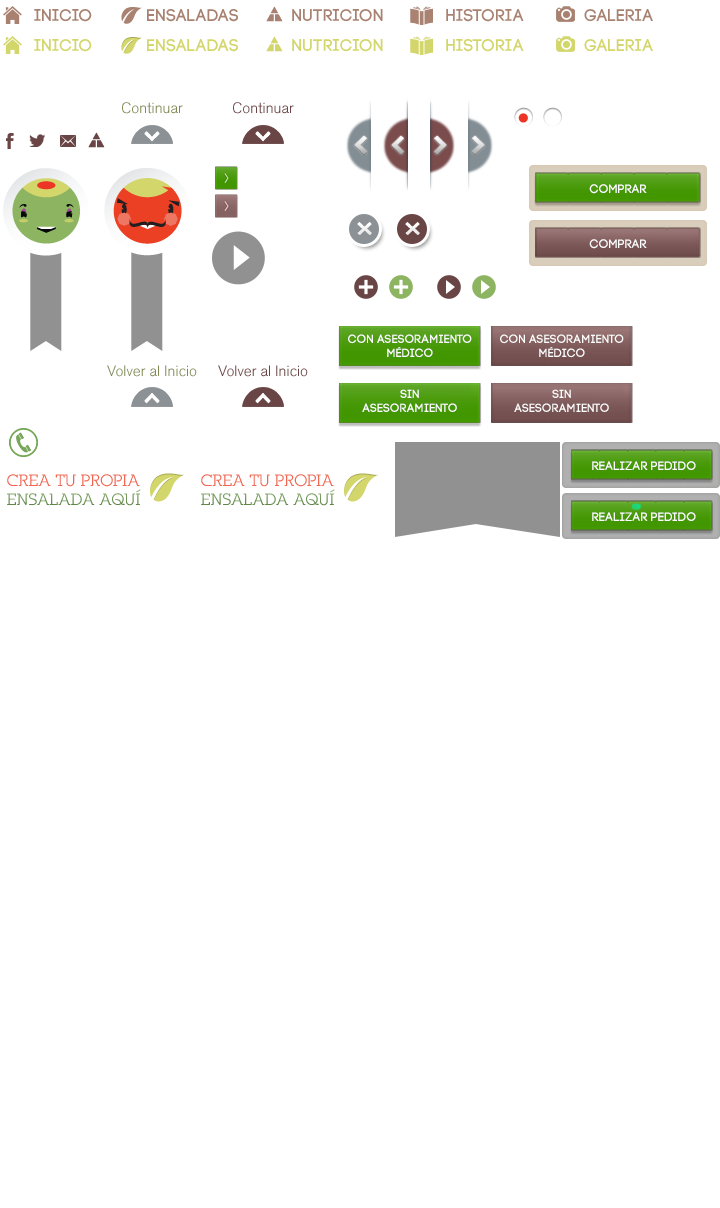 INICIO ENSALADAS NUTRICION HISTORIA GALERIA
INICIO ENSALADAS NUTRICION HISTORIA GALERIA
Continuar Continuar
COMPRAR
COMPRAR
CON ASESORAMIENTO
MÉDICO
CON ASESORAMIENTO
MÉDICO
Volver al Inicio Volver al Inicio
SIN
ASESORAMIENTO
SIN
ASESORAMIENTO
CREA TU PROPIA
ENSALADA AQUÍ
CREA TU PROPIA
ENSALADA AQUÍ
REALIZAR PEDIDO
REALIZAR PEDIDO